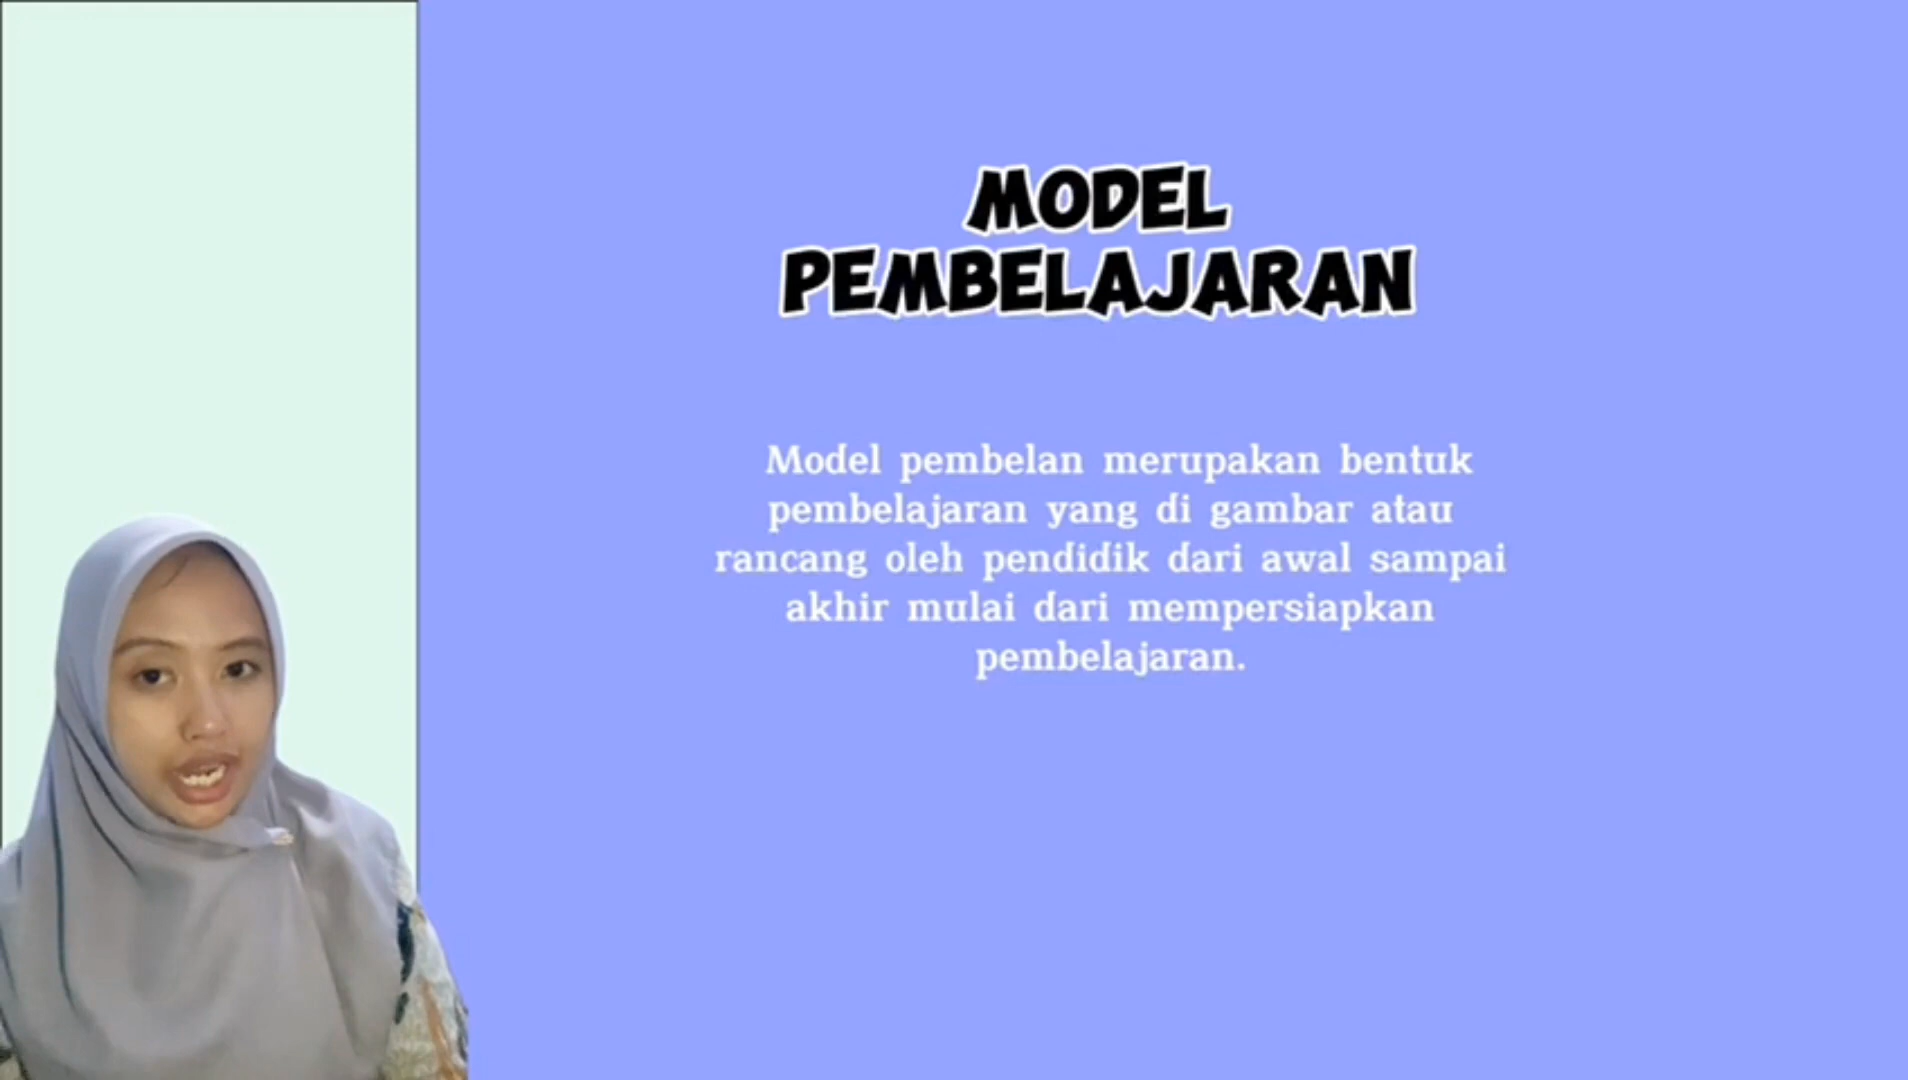 MODEL
PEMBELAJARAN
Model pembelan merupakan bentuk
pembelajaran yang di gambar atau
rancang oleh pendidik dari awal sampai
akhir mulai dari mempersiapkan
pembelajaran.